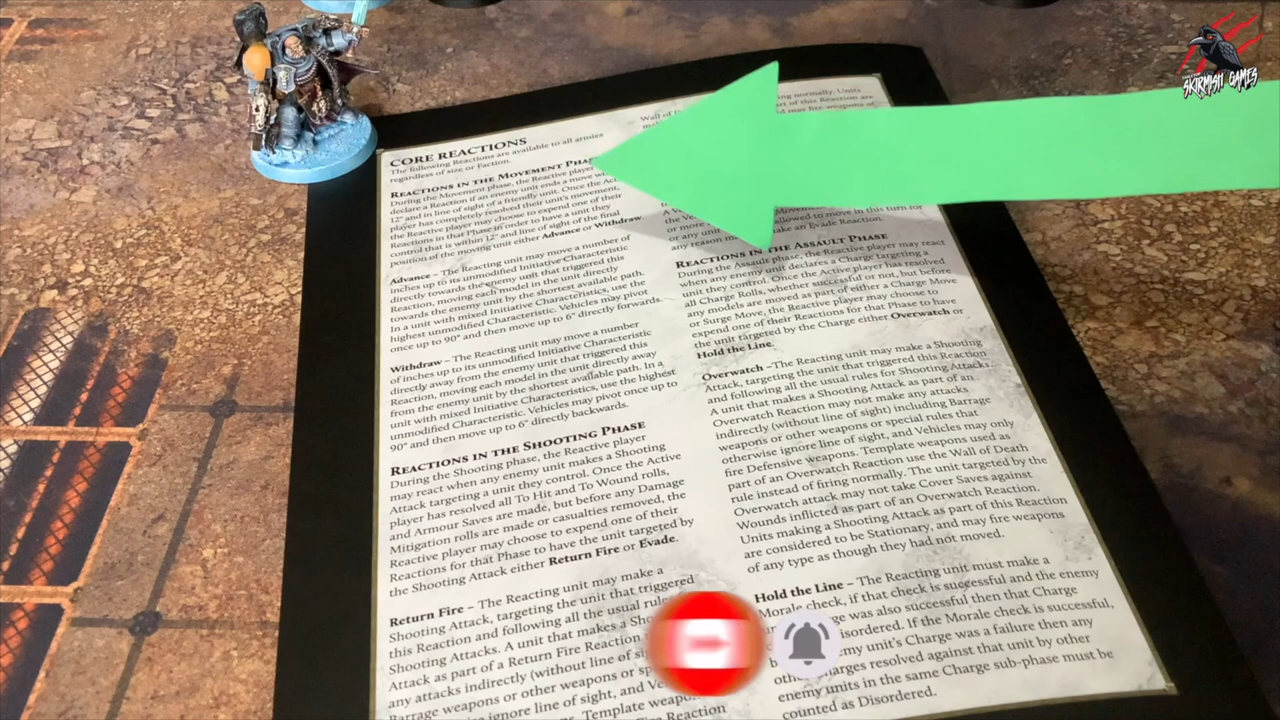 SKIRMISH GAMES
CORE REACTIONS
The following Reactions are available to all armies
regardless of size or Faction.
REACTIONS IN THE MOVEMENT
During the Movement phase, the Reactive player
declare a Reaction if an enemy unit ends a move
12" and in line of sight of a friendly unit. Once the
player has completely resolved their unit's movement,
the Reactive player may choose to expend one of their
Reactions in that Phase in order to have a unit they
control that is within 12" and line of sight of the final
position of the moving unit either Advance or Withdraw.
Advance – The Reacting unit may move a number of
inches up to its unmodified Initiative Characteristic
directly towards the enemy unit that triggered this
Reaction, moving each model in the unit directly
towards the enemy unit by the shortest available path.
In a unit with mixed Initiative Characteristics, use the
highest unmodified Characteristic. Vehicles may pivot
once up to 90° and then move up to 6" directly forwards.
Withdraw – The Reacting unit may move a number
of inches up to its unmodified Initiative Characteristic
directly away from the enemy unit that triggered this
Reaction, moving each model in the unit directly away
from the enemy unit by the shortest available path. In a
unit with mixed Initiative Characteristics, use the highest
unmodified Characteristic. Vehicles may pivot once up to
90° and then move up to 6" directly backwards.
REACTIONS IN THE SHOOTING PHASE
During the Shooting phase, the Reactive player
may react when any enemy unit makes a Shooting
Attack targeting a unit they control. Once the Active
player has resolved all To Hit and To Wound rolls,
and Armour Saves are made, but before any Damage
Mitigation rolls are made or casualties removed, the
Reactive player may choose to expend one of their
Reactions for that Phase to have the unit targeted by
the Shooting Attack either Return Fire or Evade.
Return Fire – The Reacting unit may make a
Shooting Attack, targeting the unit that triggered
this Reaction and following all the usual rules
Shooting Attacks. A unit that makes a
Attack as part of a Return Fire Reaction
any attacks indirectly (without line of
Barrage weapons or other weapons or
ignore line of sight, and
Template
Fire Reaction
normally. Units
part of this Reaction are
may fire weapons of
Wall of
allowed to move in this turn for
or more
or any unit
make an Evade Reaction.
any reason
REACTIONS IN THE ASSAULT PHASE
During the Assault phase, the Reactive player may react
when any enemy unit declares a Charge targeting a
unit they control. Once the Active player has resolved
all Charge Rolls, whether successful or not, but before
any models are moved as part of either a Charge Move
or Surge Move, the Reactive player may choose to
expend one of their Reactions for that Phase to have
the unit targeted by the Charge either Overwatch or
Hold the Line.
Overwatch –The Reacting unit may make a Shooting
Attack, targeting the unit that triggered this Reaction
and following all the usual rules for Shooting Attacks.
A unit that makes a Shooting Attack as part of an
Overwatch Reaction may not make any attacks
indirectly (without line of sight) including Barrage
weapons or other weapons or special rules that
otherwise ignore line of sight, and Vehicles may only
fire Defensive weapons. Template weapons used as
part of an Overwatch Reaction use the Wall of Death
rule instead of firing normally. The unit targeted by the
Overwatch attack may not take Cover Saves against
Wounds inflicted as part of an Overwatch Reaction.
Units making a Shooting Attack as part of this Reaction
are considered to be Stationary, and may fire weapons
of any type as though they had not moved.
Hold the Line – The Reacting unit must make a
Morale check, if that check is successful and the enemy
was also successful then that Charge
If the Morale check is successful,
unit's Charge was a failure then any
resolved against that unit by other
enemy units in the same Charge sub-phase must be
counted as Disordered.